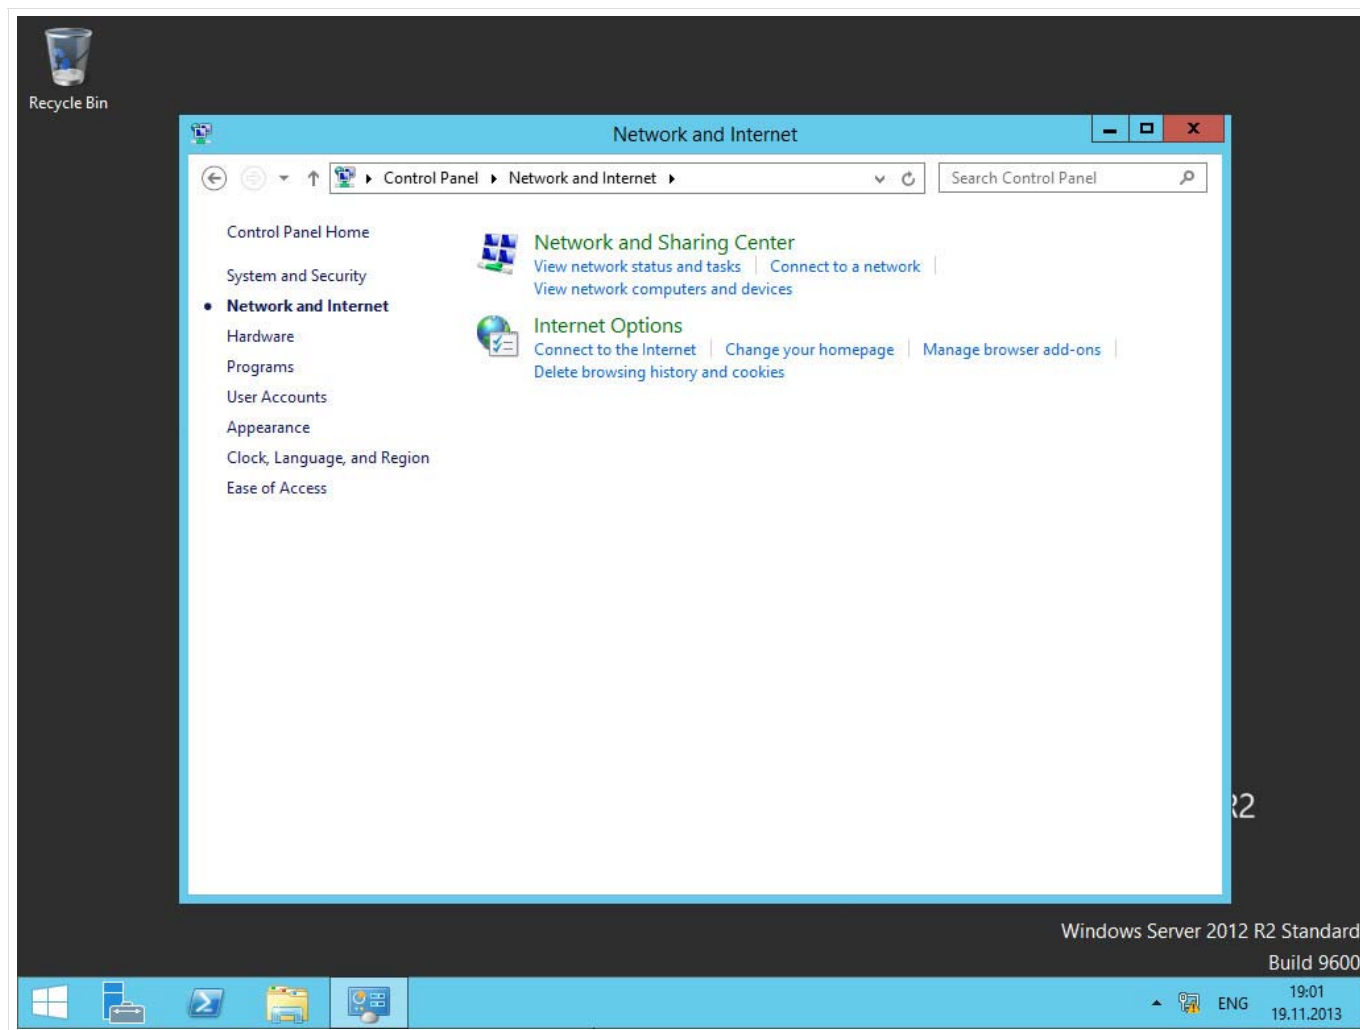 Recycle Bin
Network and Internet
Control Panel Network and Internet
Search Control Panel
Control Panel Home
System and Security
Network and Internet
Hardware
Programs
User Accounts
Appearance
Clock, Language, and Region
Ease of Access
Network and Sharing Center
View network status and tasks Connect to a network
View network computers and devices
Internet Options
Connect to the Internet Change your homepage Manage browser add-ons
Delete browsing history and cookies
R2
Windows Server 2012 R2 Standard
Build 9600
ENG
19:01
19.11.2013